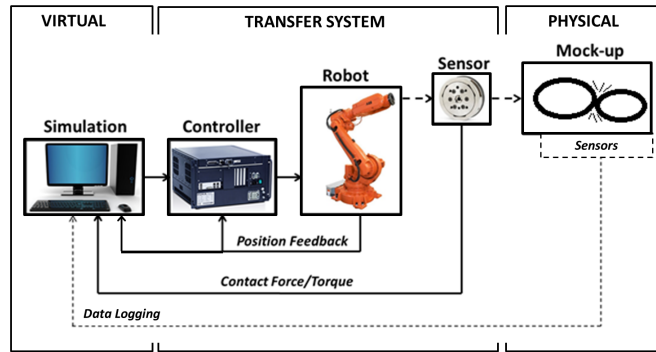 VIRTUAL
TRANSFER SYSTEM
PHYSICAL
Mock-up
Sensor
Robot
Simulation
Controller
Sensors
Position Feedback
Contact Force/Torque
Data Logging